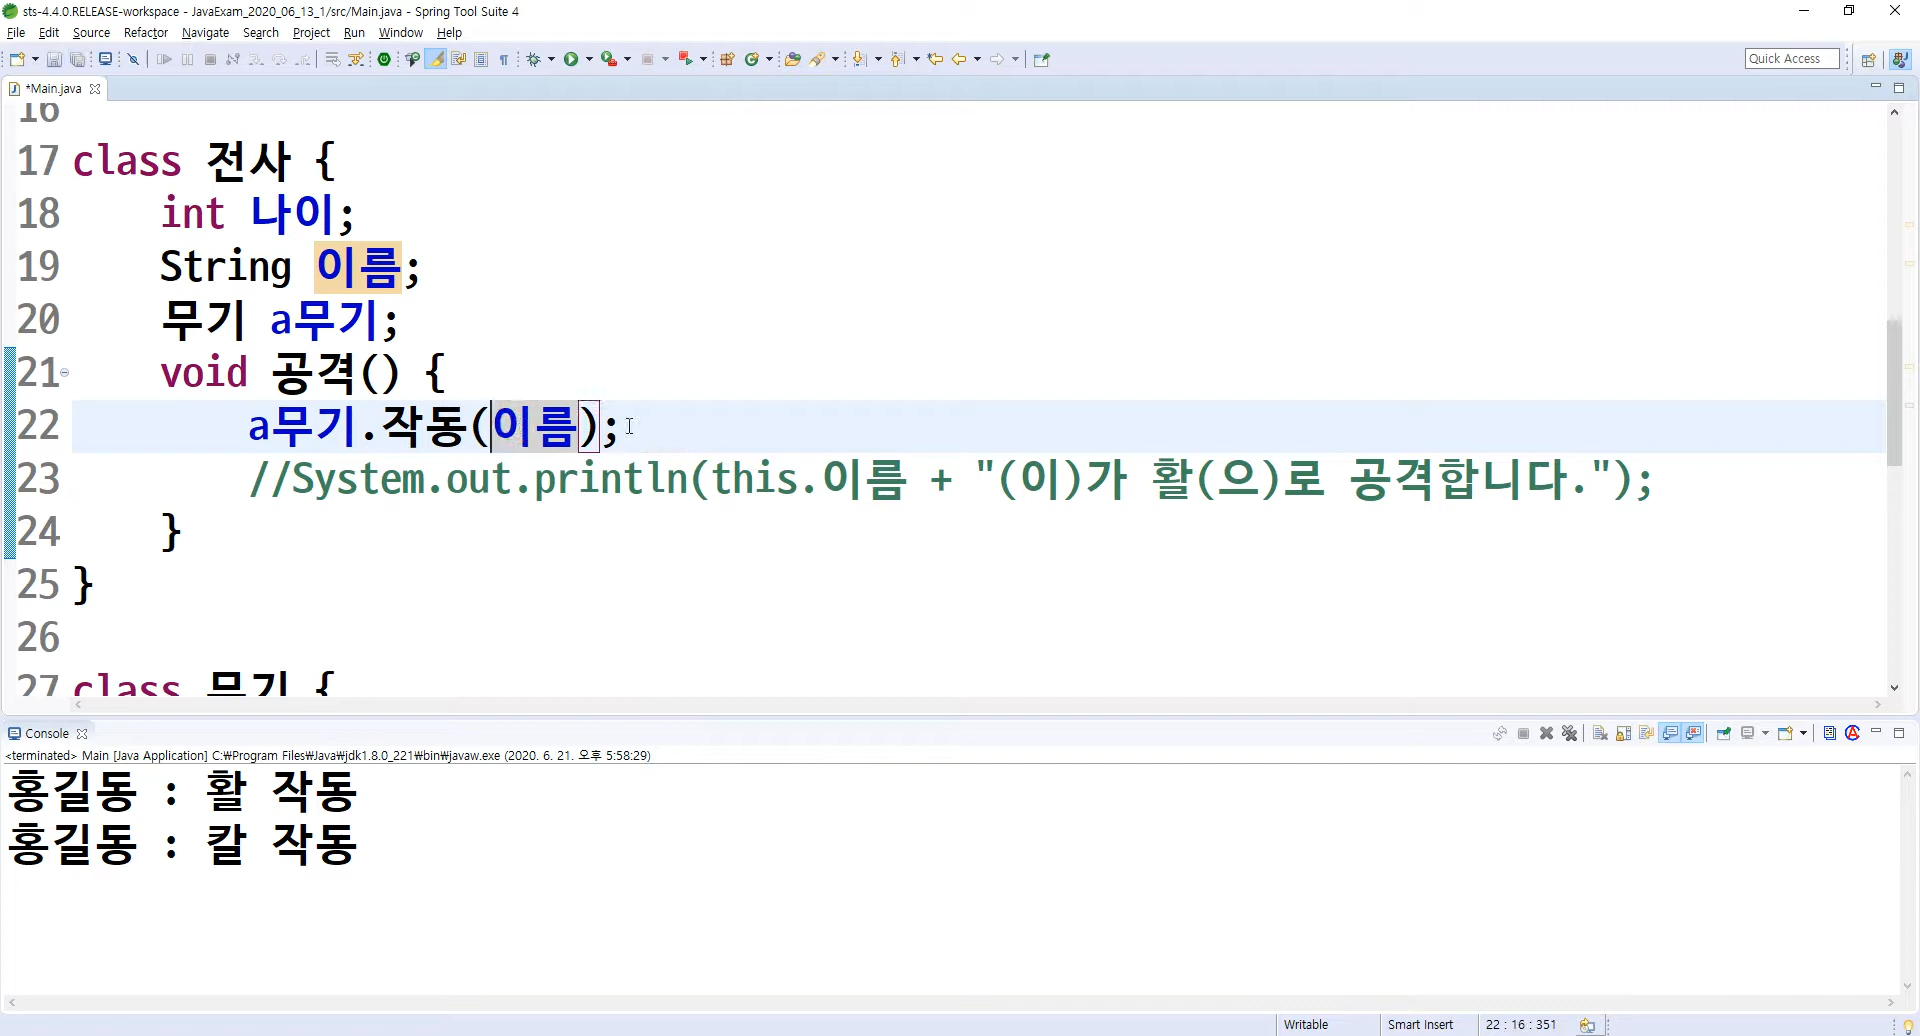 sts-4.4.0.RELEASE-workspace - JavaExam_2020_06_13_1/src/Main.java - Spring Tool Suite 4
File Edit Source Refactor Navigate Search Project Run Window Help
Quick Access
*Main.java
16
17 class 전사 {
18 int 나이;
19 String 이름;
20 무기 a무기;
21 void 공격() {
22 a무기.작동(이름);
23 //System.out.println(this.이름 + "(이)가 활(으)로 공격합니다.");
24 }
25 }
26
27 class 무기 {
Console
<terminated> Main [Java Application] C:₩Program Files₩Java₩jdk1.8.0_221₩bin₩javaw.exe (2020. 6. 21. 오후 5:58:29)
홍길동 : 활 작동
홍길동 : 칼 작동
Writable Smart Insert 22 : 16 : 351